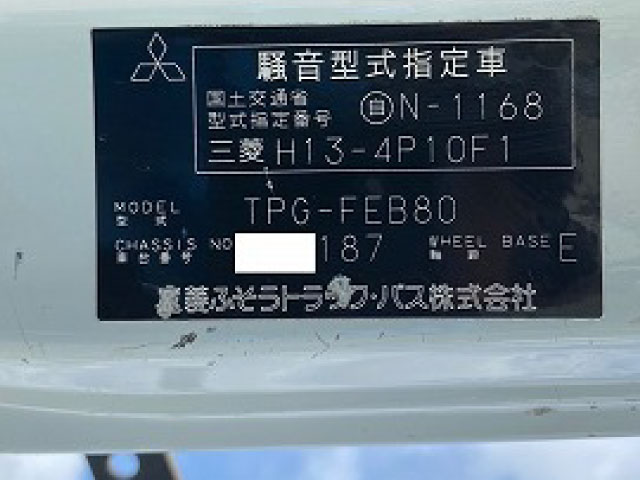 騒音型式指定車
国土交通省
型式指定番号 自N-1168
三菱 H13-4P10F1
MODEL
型式 TPG-FEB80
CHASSIS NO 187 WHEEL BASE E
車台番号 軸距
三菱ふそうトラック・バス株式会社